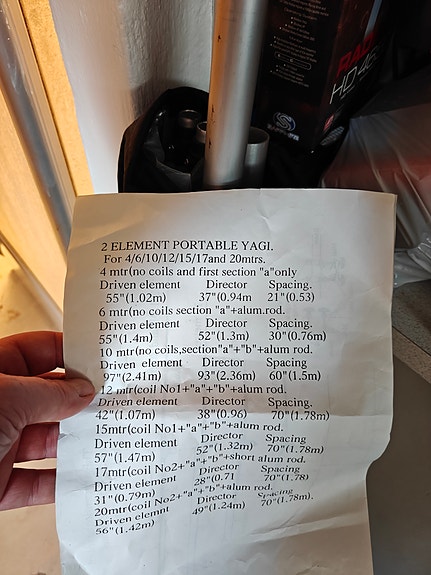 HD 46
2 ELEMENT PORTABLE YAGI.
For 4/6/10/12/15/17and 20mtrs.
4 mtr(no coils and first section "a"only
Driven element Director Spacing.
55"(1.02m) 37"(0.94m 21"(0.53)
6 mtr(no coils section "a"+alum.rod.
Driven element Director Spacing.
55"(1.4m) 52"(1.3m) 30"(0.76m)
10 mtr(no coils,section"a"+"b"+alum rod.
Driven element Director Spacing
97"(2.41m) 93"(2.36m) 60"(1.5m)
12 mtr(coil No1+"a"+"b"+alum rod.
Driven element Director Spacing.
42"(1.07m) 38"(0.96) 70"(1.78m)
15mtr(coil No1+"a"+"b"+alum rod.
Driven element Director Spacing
57"(1.47m) 52"(1.32m) 70"(1.78m)
17mtr(coil No2+"a"+"b"+short alum rod.
Driven element Director Spacing
31"(0.79m) 28"(0.71 70"(1.78)
20mtr(coil No2+"a"+"b"+alum rod.
Driven elemnt Director Spacing
56"(1.42m) 49"(1.24m) 70"(1.78m).